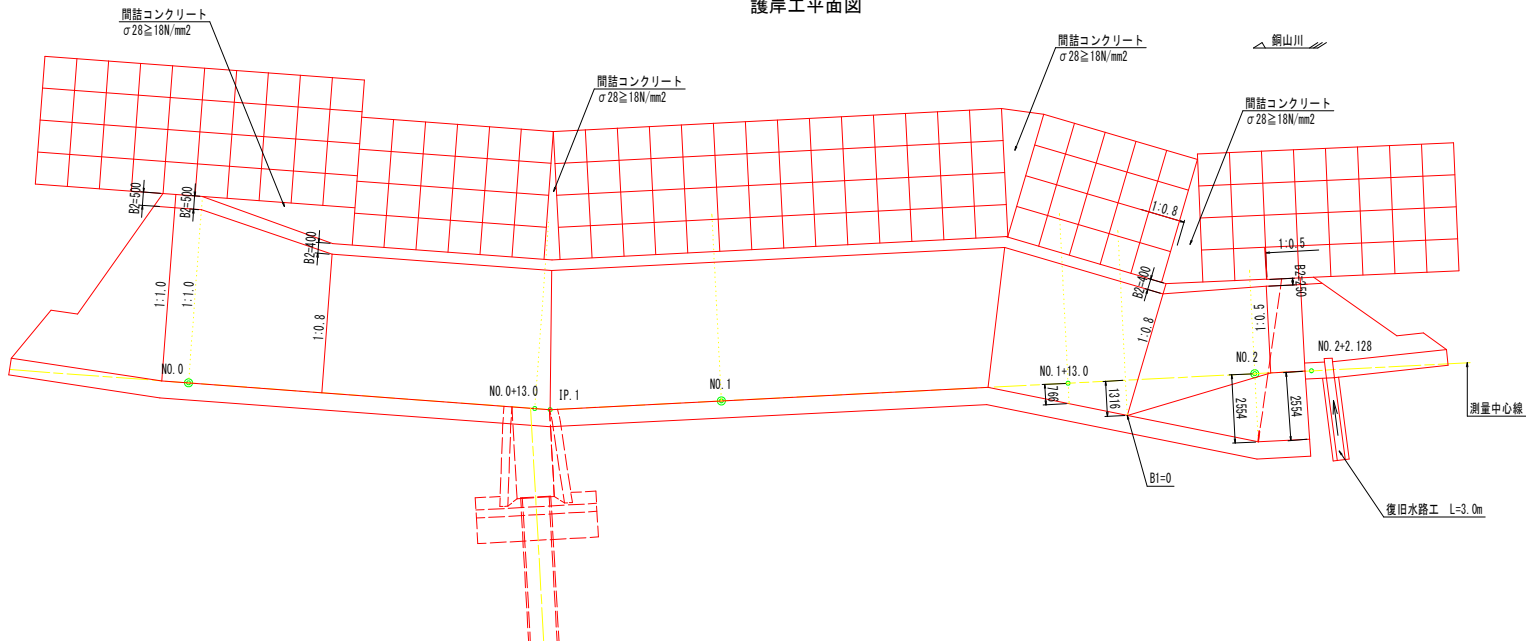 護岸工平面図
間詰コンクリート
σ28≧18N/mm2
間詰コンクリート
σ28≧18N/mm2
間詰コンクリート
σ28≧18N/mm2
間詰コンクリート
σ28≧18N/mm2
銅山川
B2=500
B2=500
B2=400
1:1.0
1:1.0
1:0.8
NO.0
NO.0+13.0
IP.1
NO.1
NO.1+13.0
766
1316
B2=400
1:0.8
1:0.8
1:0.5
B2=250
1:0.5
NO.2
NO.2+2.128
2554
2554
B1=0
測量中心線
復旧水路工 L=3.0m